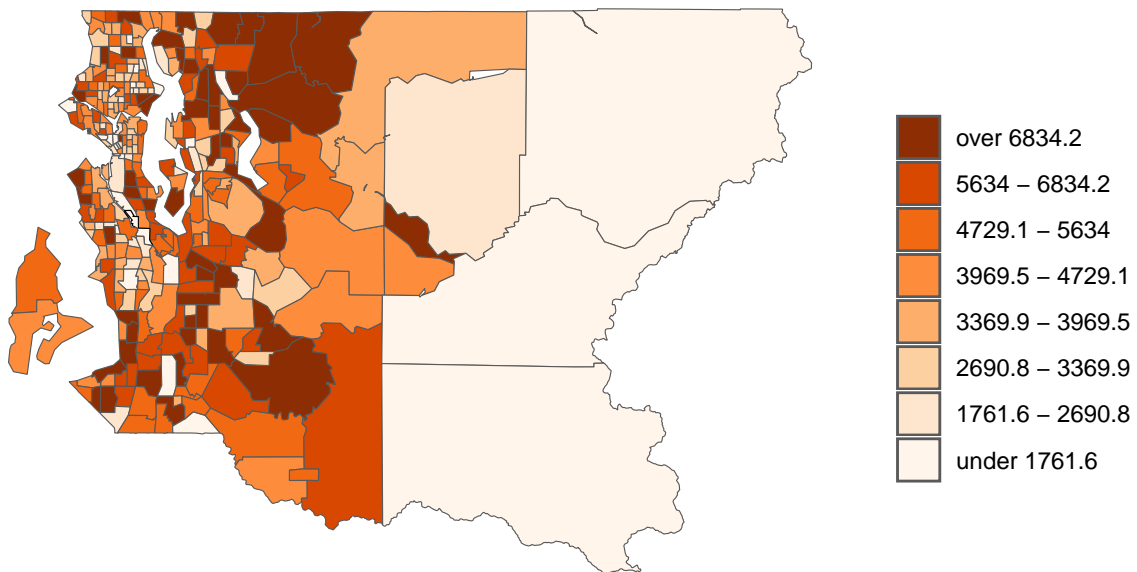 over 6834.2
5634 – 6834.2
4729.1 – 5634
3969.5 – 4729.1
3369.9 – 3969.5
2690.8 – 3369.9
1761.6 – 2690.8
under 1761.6